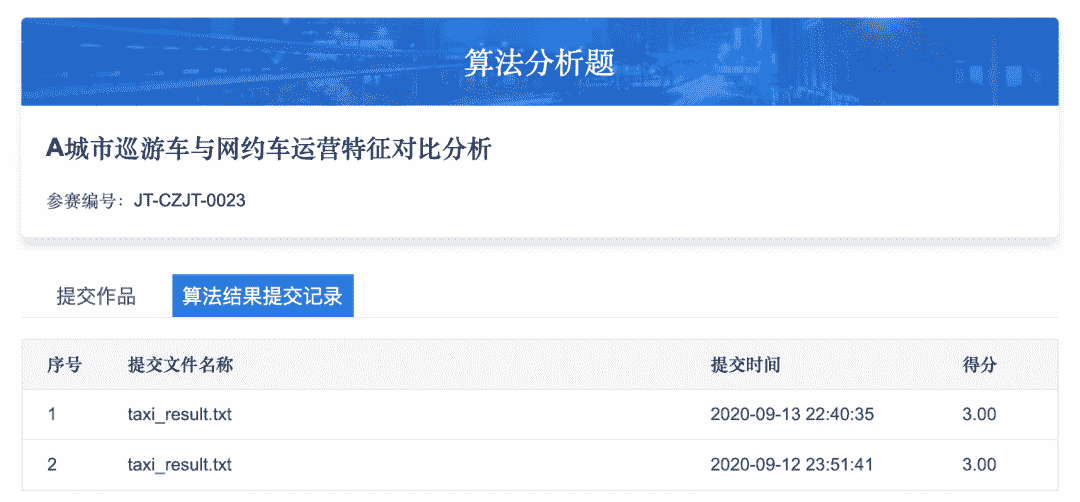 算法分析题
A城市巡游车与网约车运营特征对比分析
参赛编号：JT-CZJT-0023
提交作品 算法结果提交记录
序号 提交文件名称 提交时间 得分
1 taxi_result.txt 2020-09-13 22:40:35 3.00
2 taxi_result.txt 2020-09-12 23:51:41 3.00